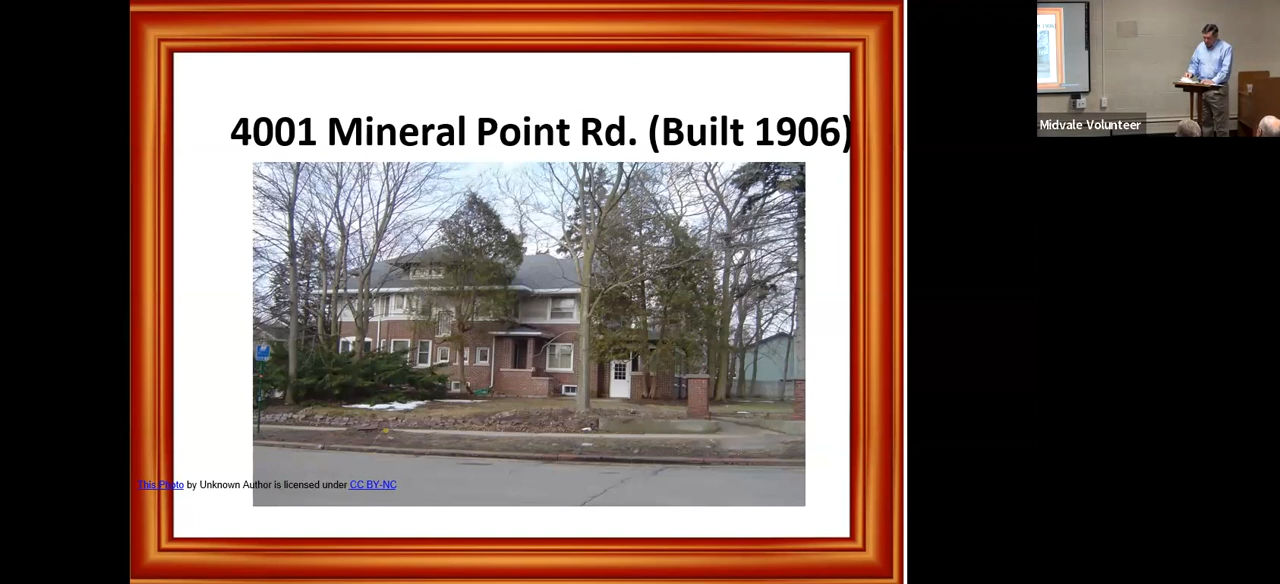 4001 Mineral Point Rd. (Built 1906)
This Photo by Unknown Author is licensed under CC BY-NC
Midvale Volunteer